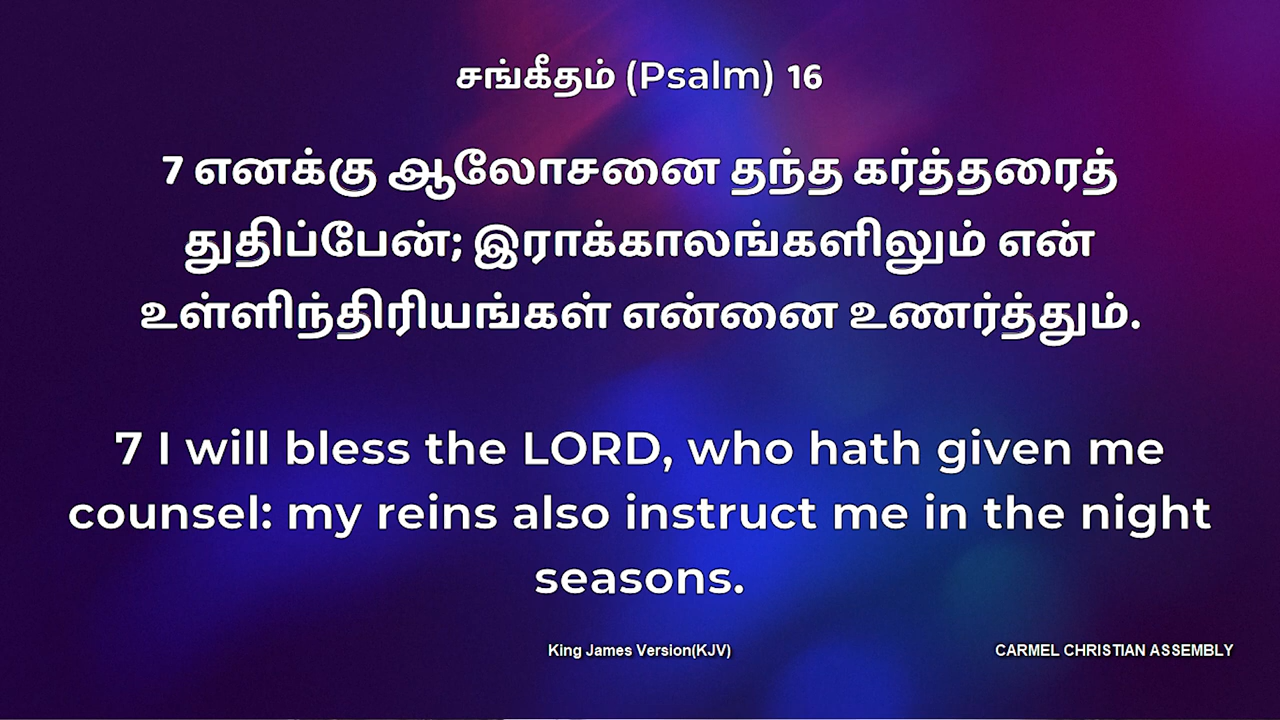 சங்கீதம் (Psalm) 16
7 எனக்கு ஆலோசனை தந்த கர்த்தரைத்
துதிப்பேன்; இராக்காலங்களிலும் என்
உள்ளிந்திரியங்கள் என்னை உணர்த்தும்.
7 I will bless the LORD, who hath given me
counsel: my reins also instruct me in the night
seasons.
King James Version(KJV)
CARMEL CHRISTIAN ASSEMBLY